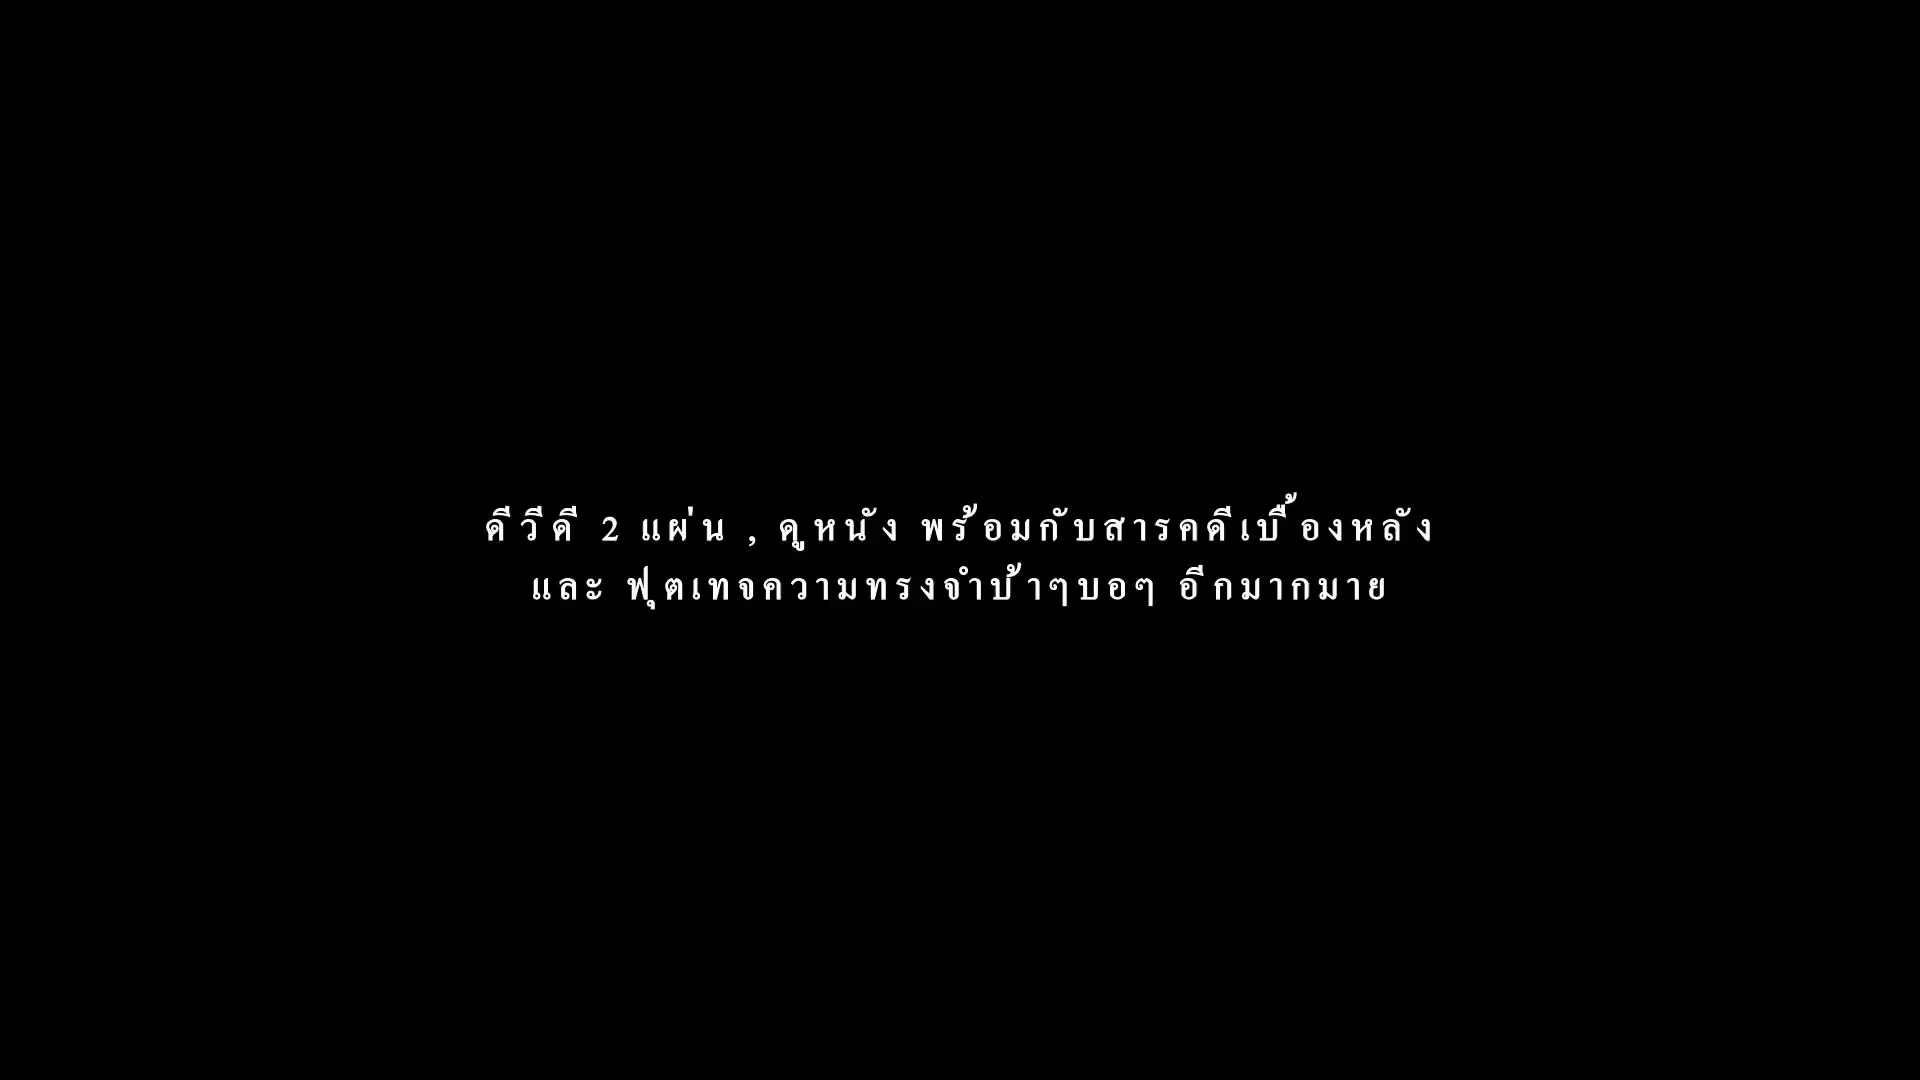 ดีวีดี 2 แผ่น , ดูหนัง พร้อมกับสารคดีเบื้องหลัง
และ ฟุตเทจความทรงจำบ้าๆบอๆ อีกมากมาย